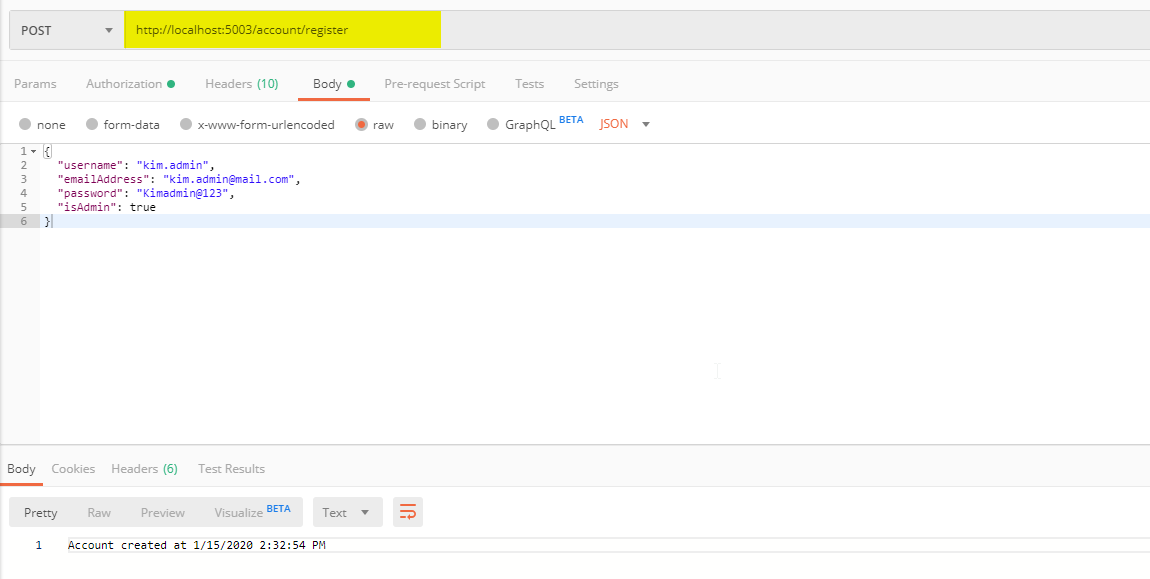 POST http://localhost:5003/account/register
Params Authorization Headers (10) Body Pre-request Script Tests Settings
none form-data x-www-form-urlencoded raw binary GraphQL BETA JSON
1 {
2 "username": "kim.admin",
3 "emailAddress": "kim.admin@mail.com",
4 "password": "Kimadmin@123",
5 "isAdmin": true
6 }
Body Cookies Headers (6) Test Results
Pretty Raw Preview Visualize BETA Text
1 Account created at 1/15/2020 2:32:54 PM